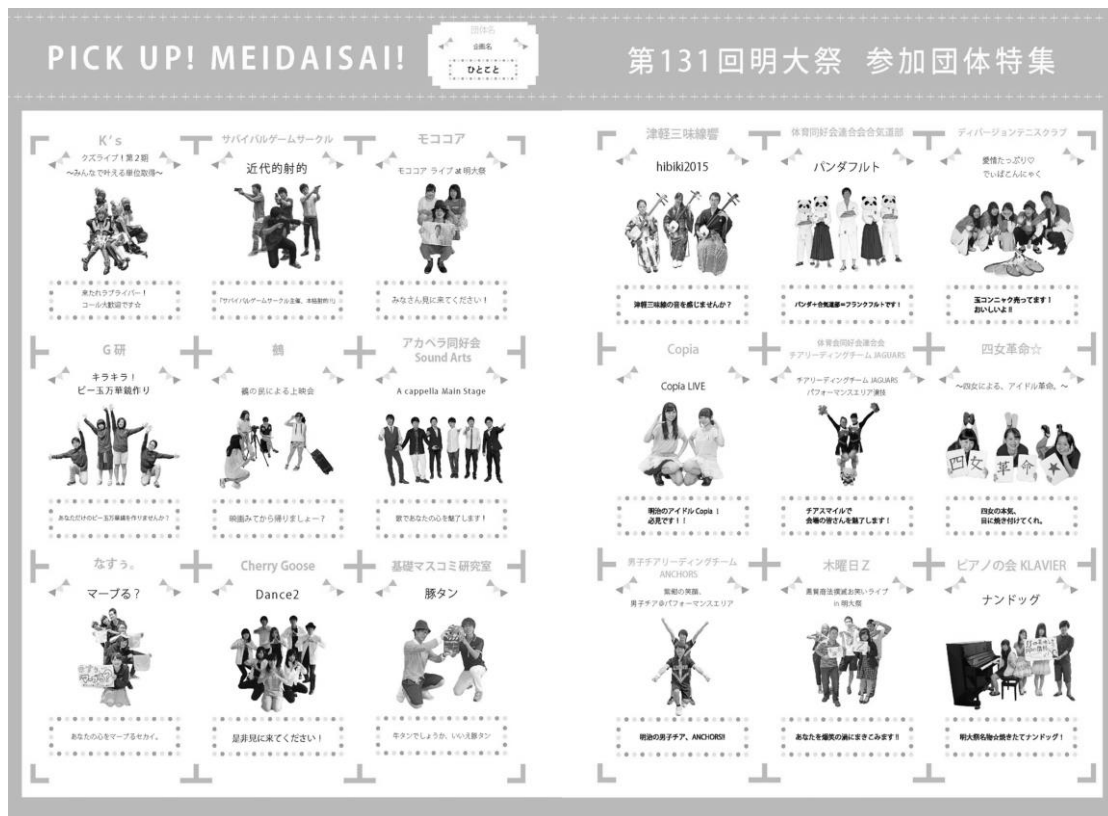 PICK UP! MEIDAISAI!
団体名
企画名
ひとこと
第131回明大祭 参加団体特集
K's
クズライブ！第2期
～みんなで叶える単位取得～
来たれラブライバー！
コール大歓迎です☆
サバイバルゲームサークル
近代的射的
「サバイバルゲームサークル主催、本格射的!!」
モココア
モココア ライブ at 明大祭
みなさん見に来てください！
G研
キラキラ！
ビー玉万華鏡作り
あなただけのビー玉万華鏡を作りませんか？
鵺
鵺の民による上映会
映画みてから帰りましょー？
アカペラ同好会
Sound Arts
A cappella Main Stage
歌であなたの心を魅了します！
なすぅ。
マーブる？
あなたの心をマーブるセカイ。
Cherry Goose
Dance2
是非見に来てください！
基礎マスコミ研究室
豚タン
牛タンでしょうか、いいえ豚タン
津軽三味線響
hibiki2015
津軽三味線の音を感じませんか？
体育同好会連合会合気道部
パンダフルト
パンダ+合気道部=フランクフルトです！
ディバージョンテニスクラブ
愛情たっぷり♡
でぃばこんにゃく
玉コンニャク売ってます！
おいしいよ!!
Copia
Copia LIVE
明治のアイドル Copia！
必見です！！
体育会同好会連合会
チアリーディングチーム JAGUARS
チアリーディングチーム JAGUARS
パフォーマンスエリア演技
チアスマイルで
会場の皆さんを魅了します！
四女革命☆
～四女による、アイドル革命。～
四女
革命
★
四女の本気、
目に焼き付けてくれ。
男子チアリーディングチーム
ANCHORS
紫紺の笑顔。
男子チア＠パフォーマンスエリア
明治の男子チア、ANCHORS!!
木曜日Z
悪質商法撲滅お笑いライブ
in 明大祭
あなたを爆笑の渦にまきこみます!!
ピアノの会 KLAVIER
ナンドッグ
明大祭名物☆焼きたてナンドッグ！